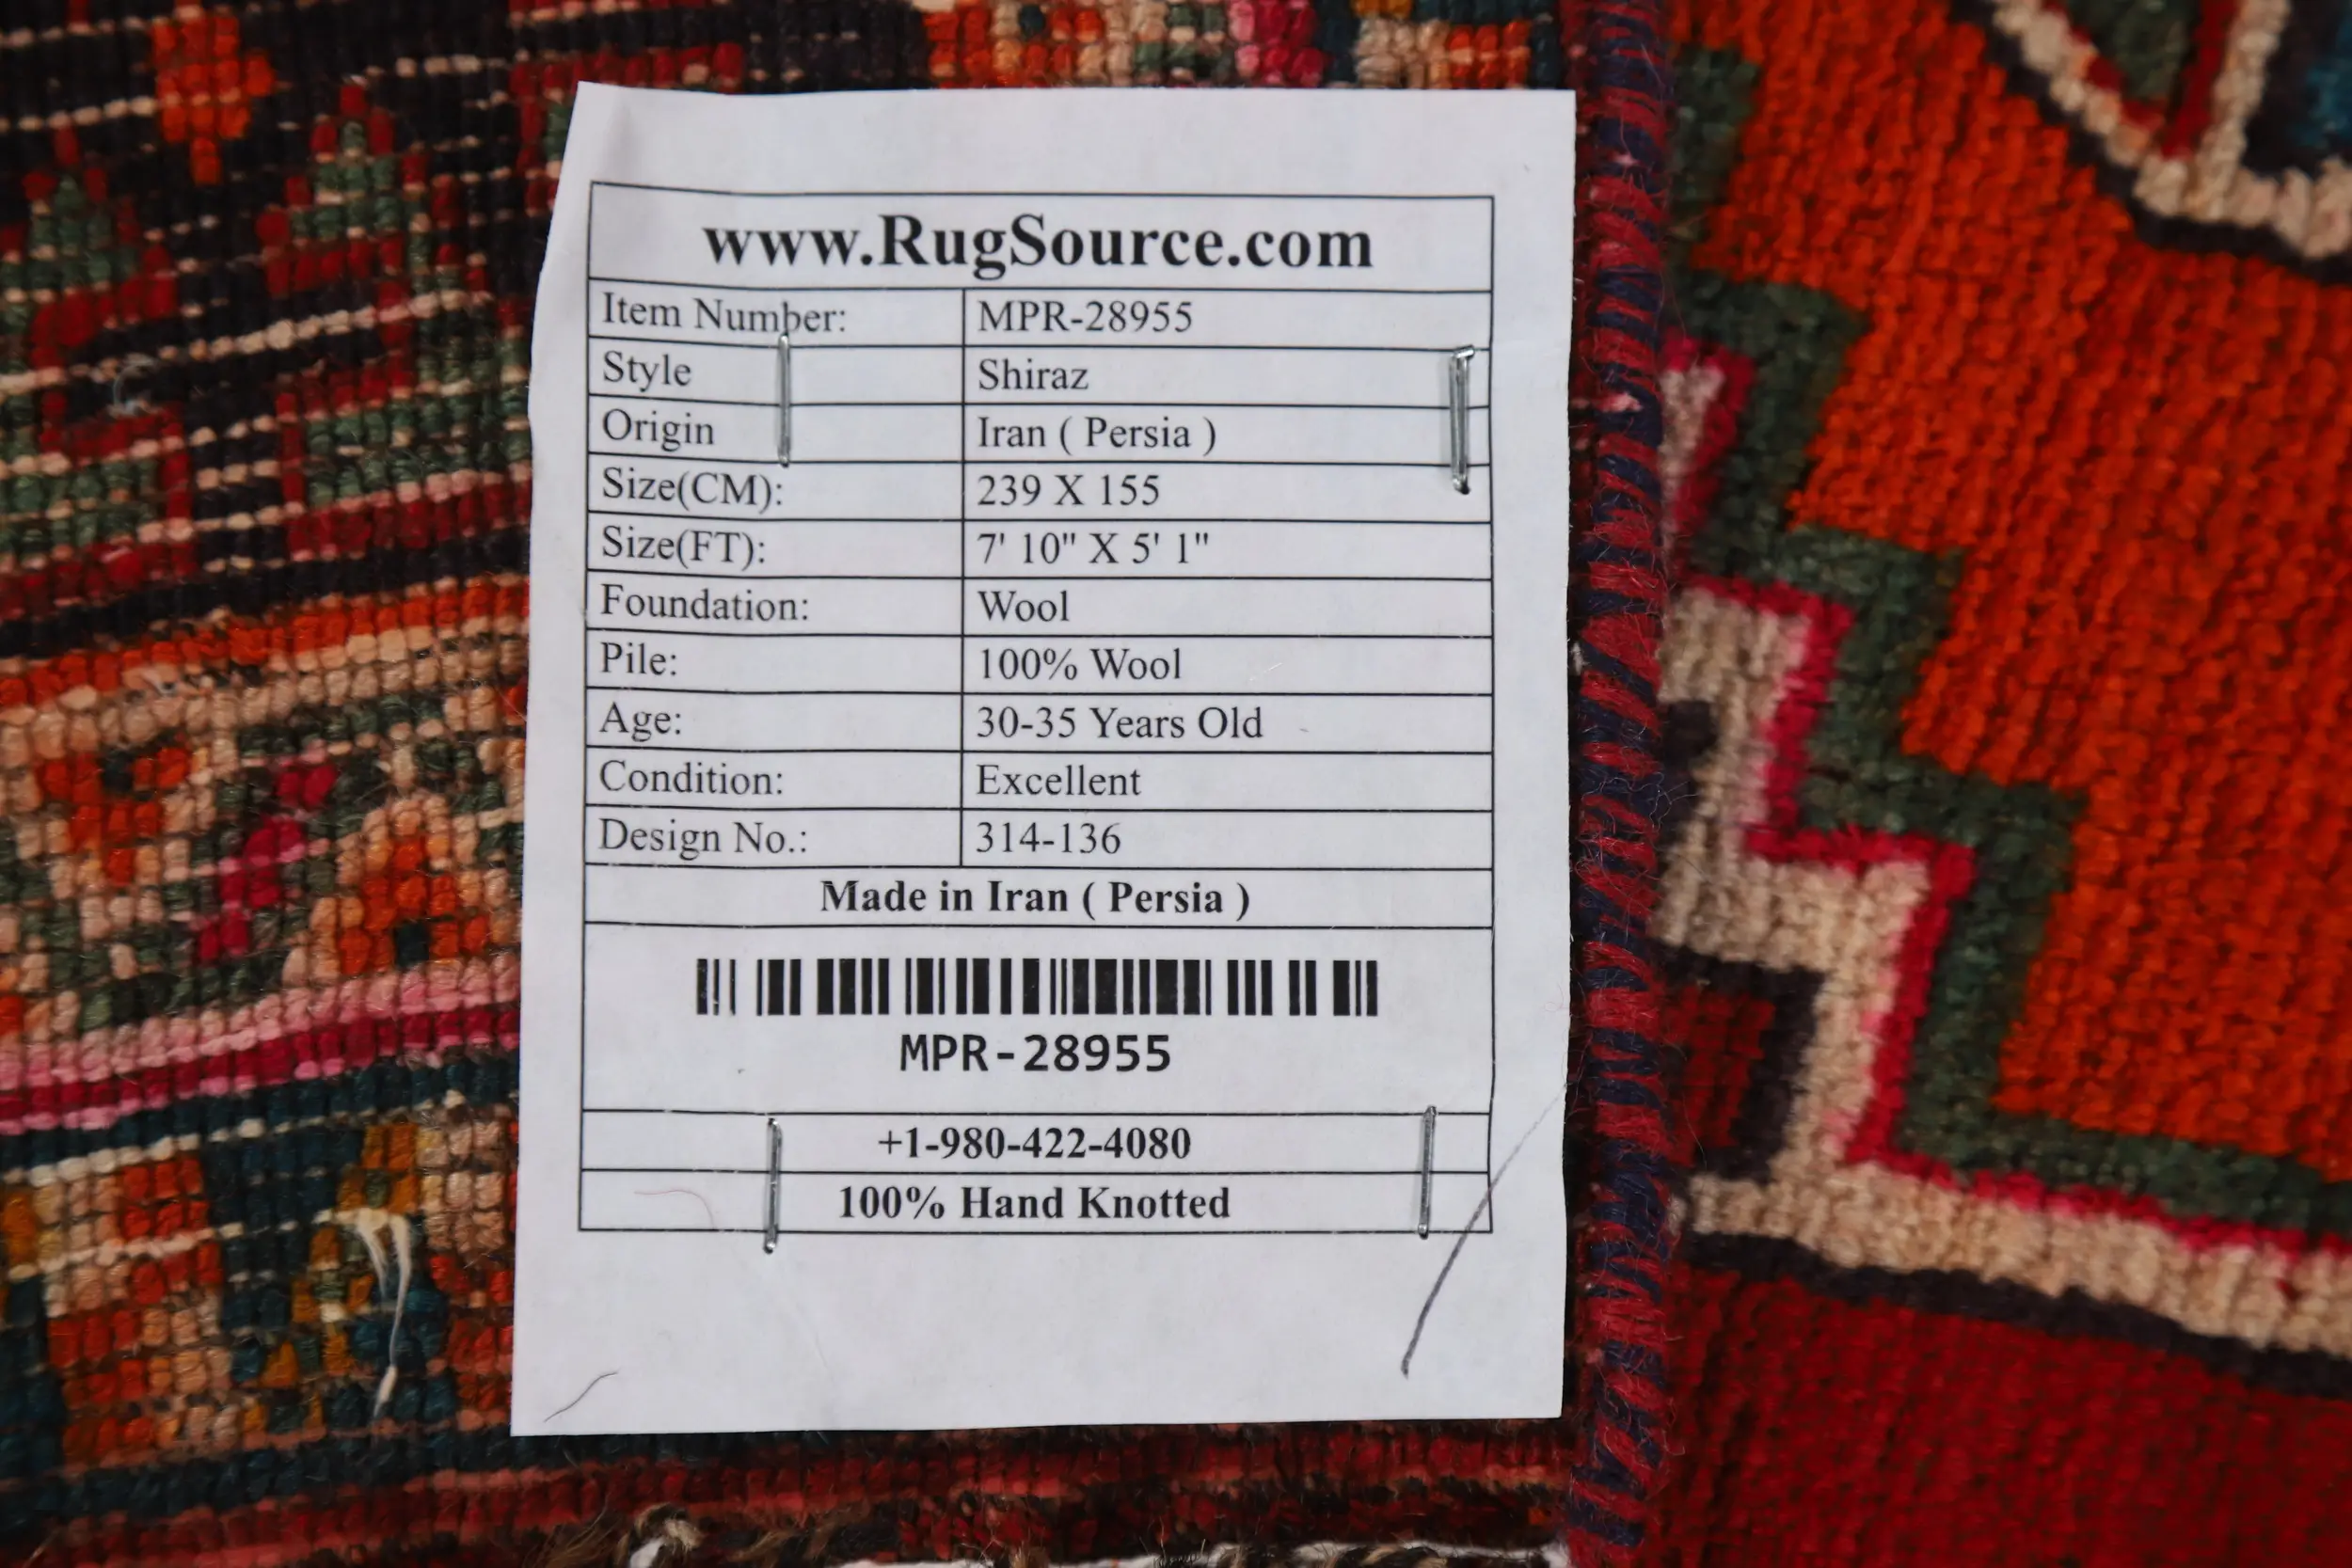 www.RugSource.com
Item Number: MPR-28955
Style Shiraz
Origin Iran ( Persia )
Size(CM): 239 X 155
Size(FT): 7' 10" X 5' 1"
Foundation: Wool
Pile: 100% Wool
Age: 30-35 Years Old
Condition: Excellent
Design No.: 314-136
Made in Iran ( Persia )
MPR-28955
+1-980-422-4080
100% Hand Knotted